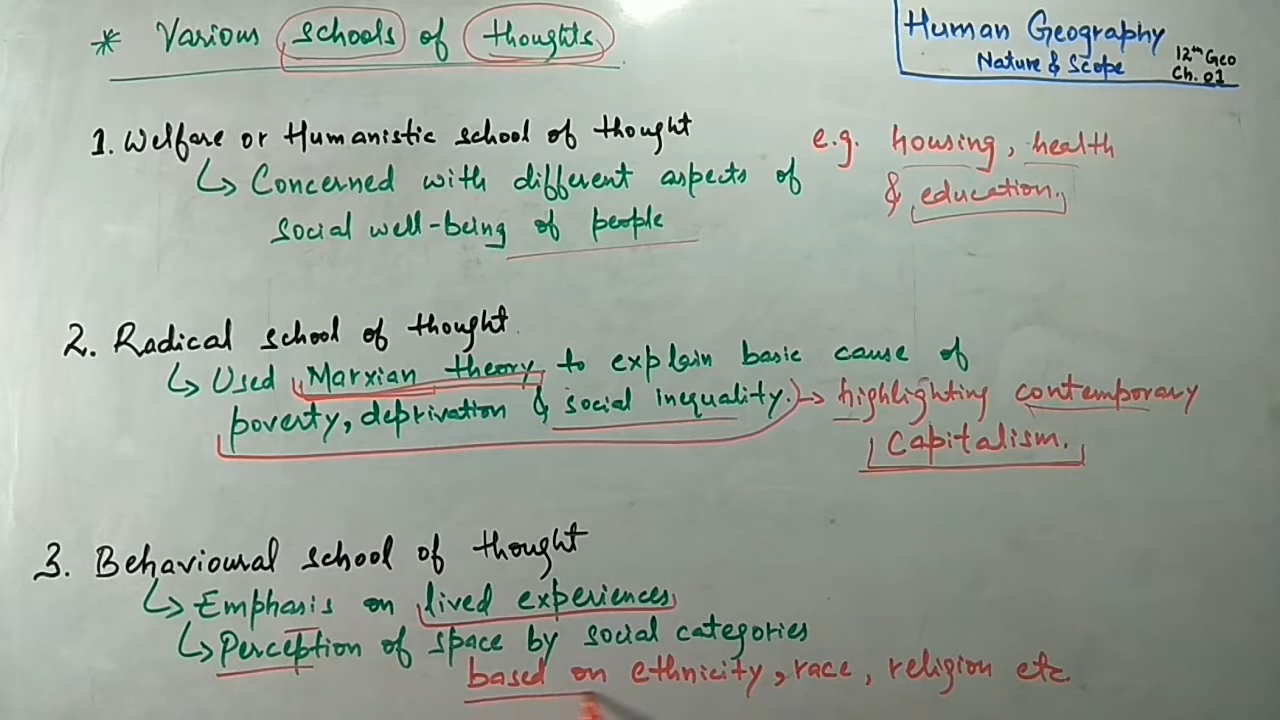 * Various schools of thoughts
Human Geography
Nature & Scope
12th Geo
Ch. 01
1. Welfare or Humanistic school of thought
↳ Concerned with different aspects of
social well-being of people
e.g. housing, health
& education.
2. Radical school of thought.
↳ Used Marxian theory to explain basic cause of
poverty, deprivation & social inequality. → highlighting contemporary
Capitalism.
3. Behavioural school of thought
↳ Emphasis on lived experiences
↳ Perception of space by social categories
based on ethnicity, race, religion etc